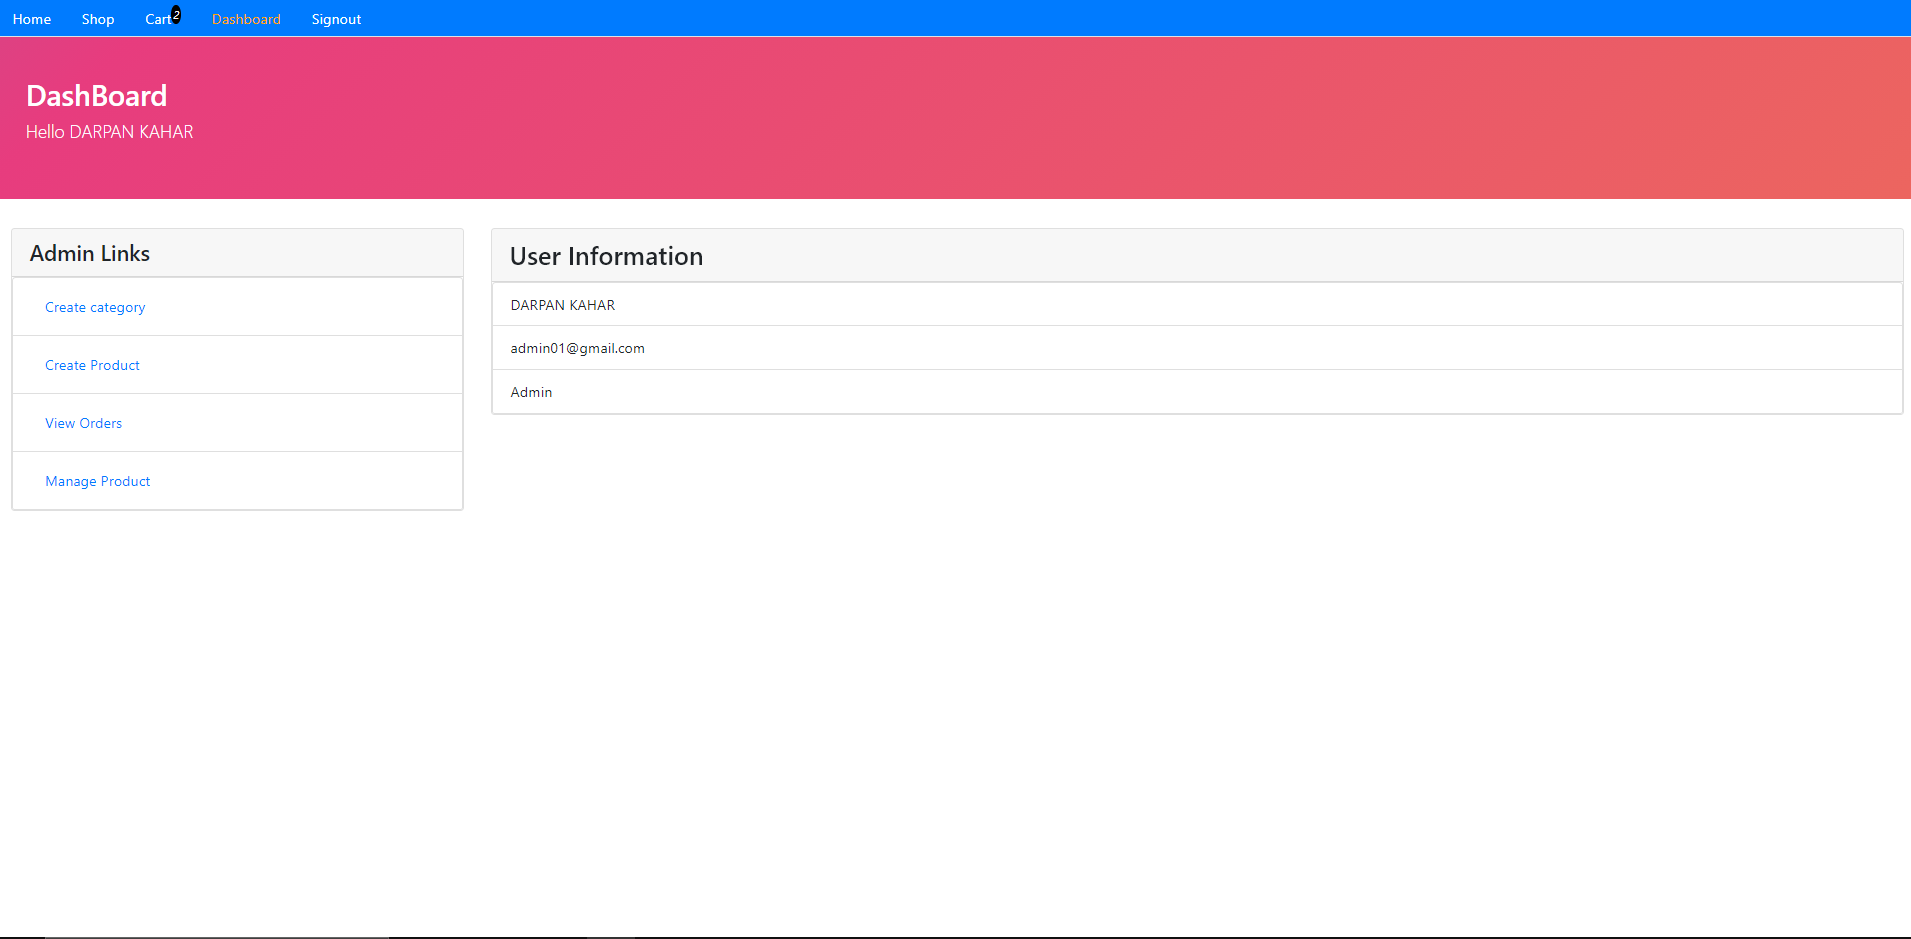 Home Shop Cart 2 Dashboard Signout
DashBoard
Hello DARPAN KAHAR
Admin Links
Create category
Create Product
View Orders
Manage Product
User Information
DARPAN KAHAR
admin01@gmail.com
Admin